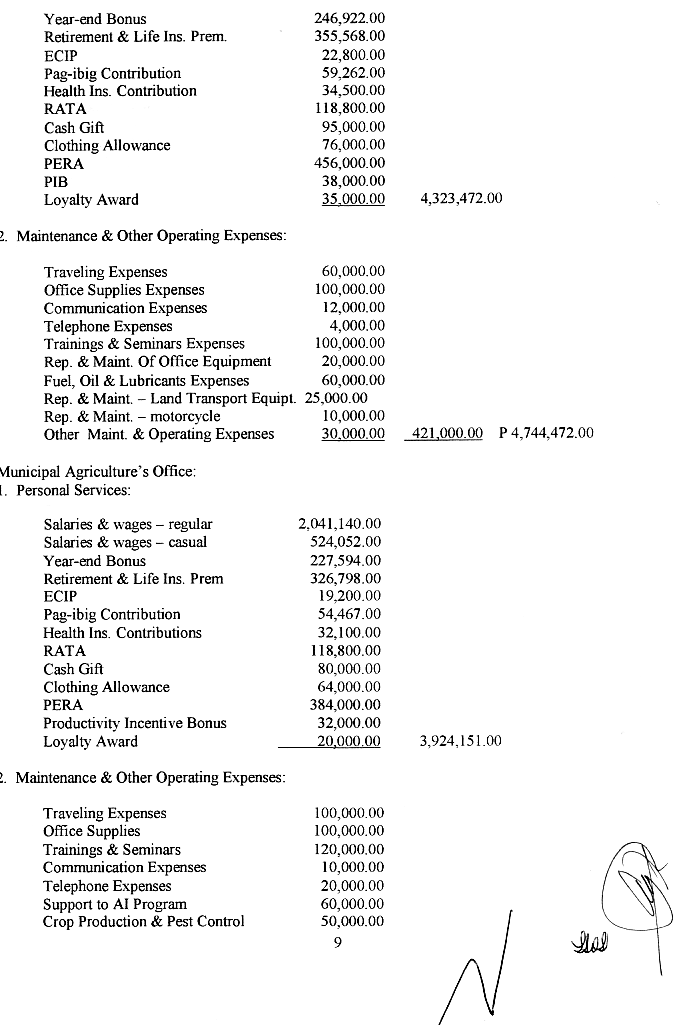 Year-end Bonus 246,922.00
Retirement & Life Ins. Prem. 355,568.00
ECIP 22,800.00
Pag-ibig Contribution 59,262.00
Health Ins. Contribution 34,500.00
RATA 118,800.00
Cash Gift 95,000.00
Clothing Allowance 76,000.00
PERA 456,000.00
PIB 38,000.00
Loyalty Award 35,000.00 4,323,472.00
2. Maintenance & Other Operating Expenses:
Traveling Expenses 60,000.00
Office Supplies Expenses 100,000.00
Communication Expenses 12,000.00
Telephone Expenses 4,000.00
Trainings & Seminars Expenses 100,000.00
Rep. & Maint. Of Office Equipment 20,000.00
Fuel, Oil & Lubricants Expenses 60,000.00
Rep. & Maint. – Land Transport Equipt. 25,000.00
Rep. & Maint. – motorcycle 10,000.00
Other Maint. & Operating Expenses 30,000.00 421,000.00 P 4,744,472.00
Municipal Agriculture's Office:
1. Personal Services:
Salaries & wages – regular 2,041,140.00
Salaries & wages – casual 524,052.00
Year-end Bonus 227,594.00
Retirement & Life Ins. Prem 326,798.00
ECIP 19,200.00
Pag-ibig Contribution 54,467.00
Health Ins. Contributions 32,100.00
RATA 118,800.00
Cash Gift 80,000.00
Clothing Allowance 64,000.00
PERA 384,000.00
Productivity Incentive Bonus 32,000.00
Loyalty Award 20,000.00 3,924,151.00
2. Maintenance & Other Operating Expenses:
Traveling Expenses 100,000.00
Office Supplies 100,000.00
Trainings & Seminars 120,000.00
Communication Expenses 10,000.00
Telephone Expenses 20,000.00
Support to AI Program 60,000.00
Crop Production & Pest Control 50,000.00
9